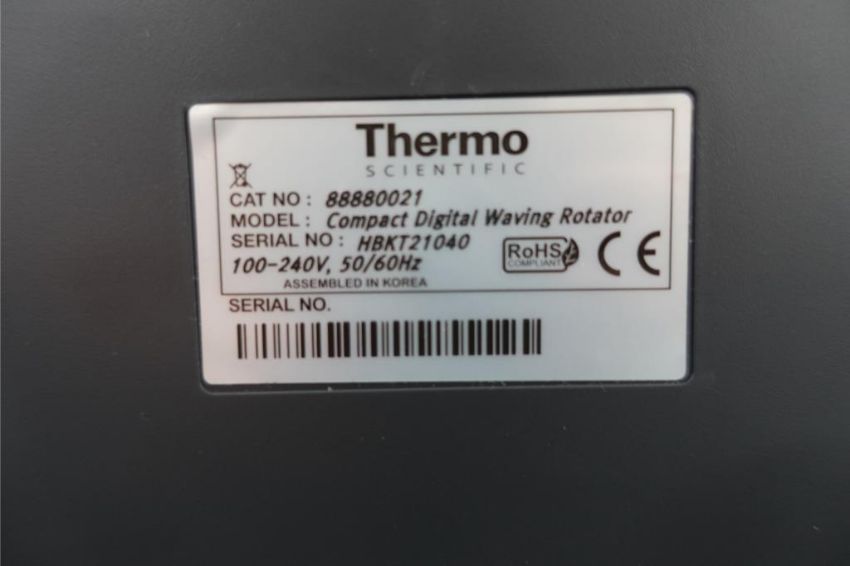 Thermo
SCIENTIFIC
CAT NO : 88880021
MODEL : Compact Digital Waving Rotator
SERIAL NO : HBKT21040
100-240V, 50/60Hz
RoHS
COMPLIANT
CE
ASSEMBLED IN KOREA
SERIAL NO.